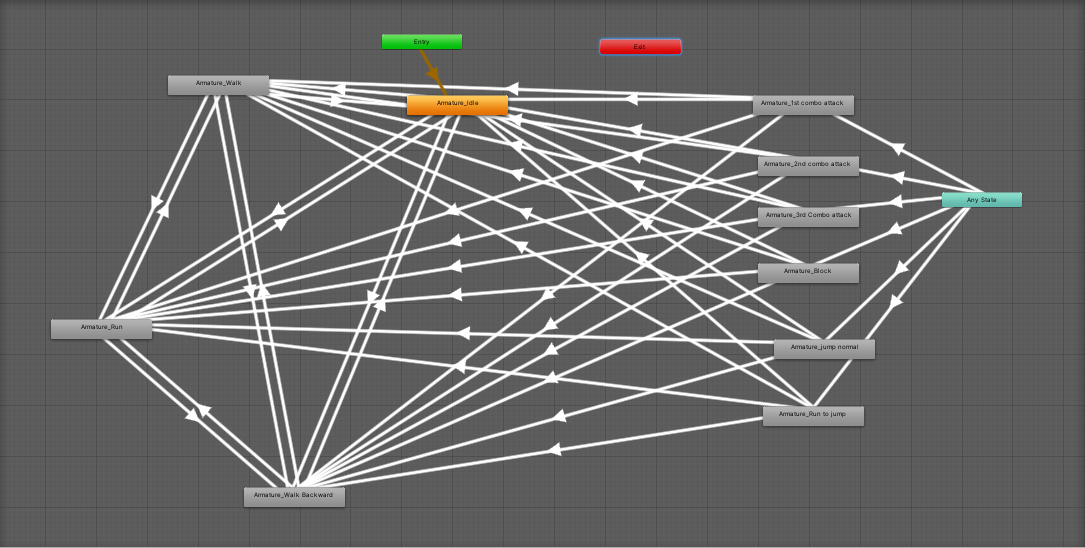 Entry
Exit
Armature_Walk
Armature_Idle
Armature_1st combo attack
Armature_2nd combo attack
Any State
Armature_3rd Combo attack
Armature_Block
Armature_Run
Armature_jump normal
Armature_Run to jump
Armature_Walk Backward